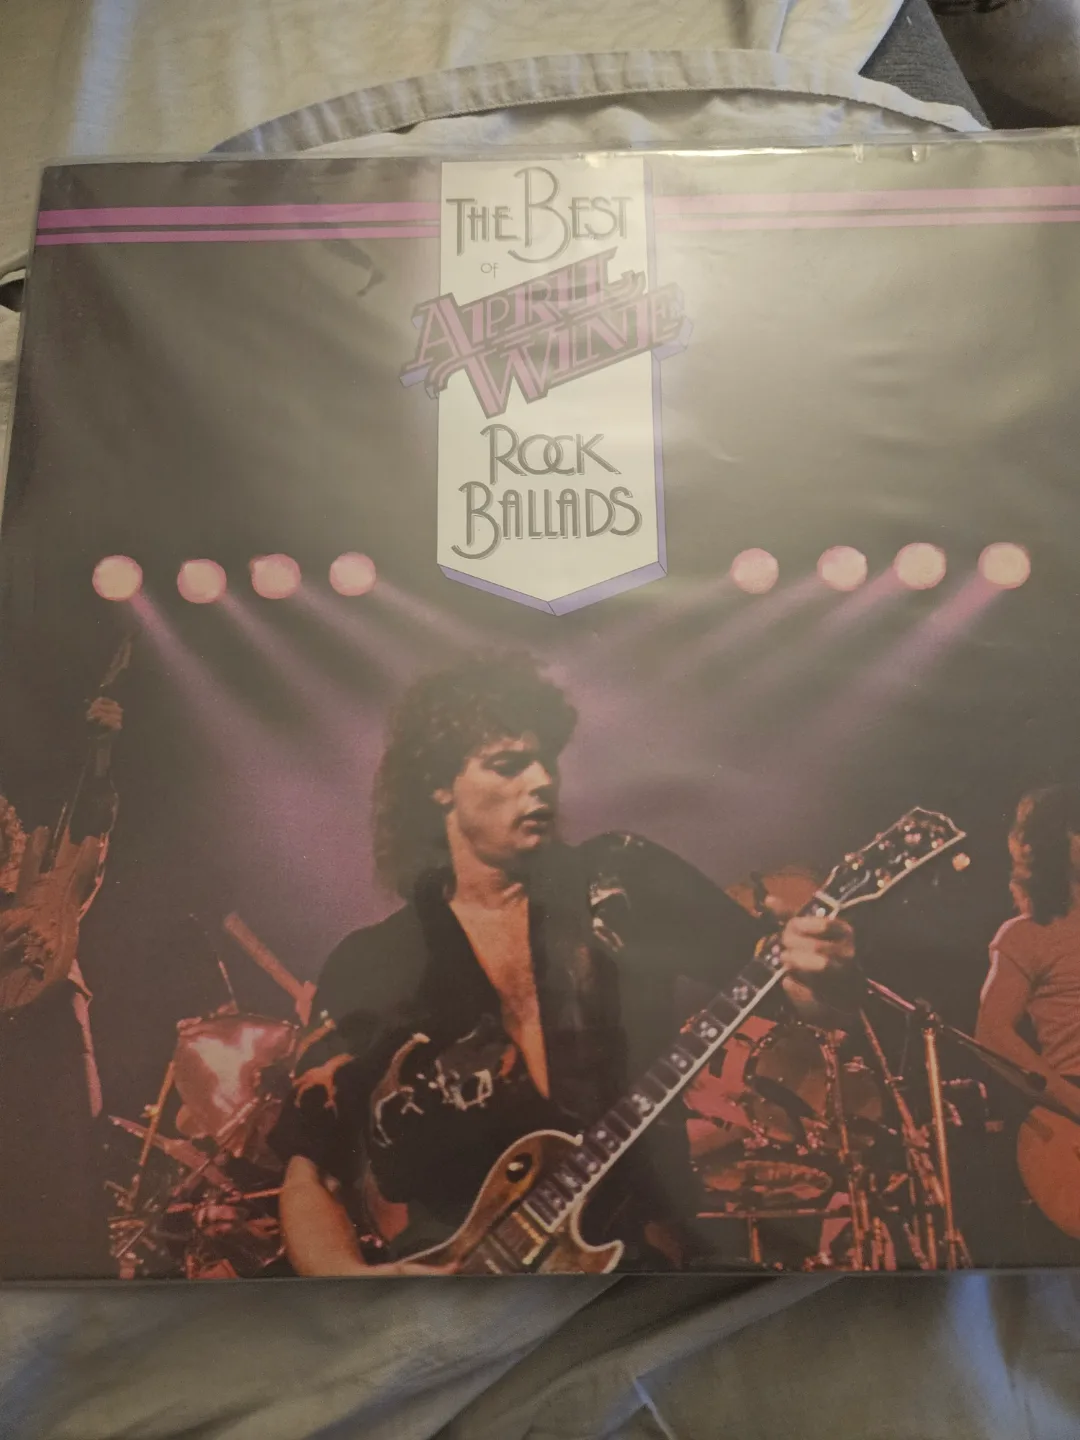 THE BEST
OF
APRIL
WINE
ROCK
BALLADS